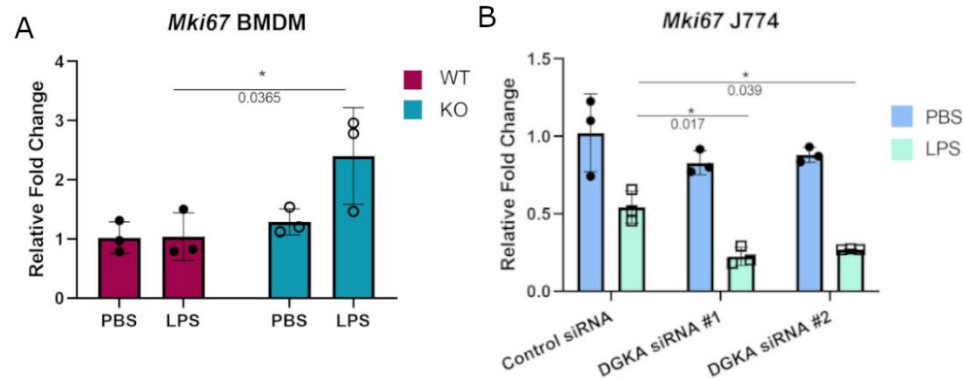 A
Mki67 BMDM
Relative Fold Change
4
3
2
1
0
*
0.0365
WT
KO
PBS LPS PBS LPS
B
Mki67 J774
Relative Fold Change
1.5
1.0
0.5
0.0
*
0.039
*
0.017
PBS
LPS
Control siRNA
DGKA siRNA #1
DGKA siRNA #2